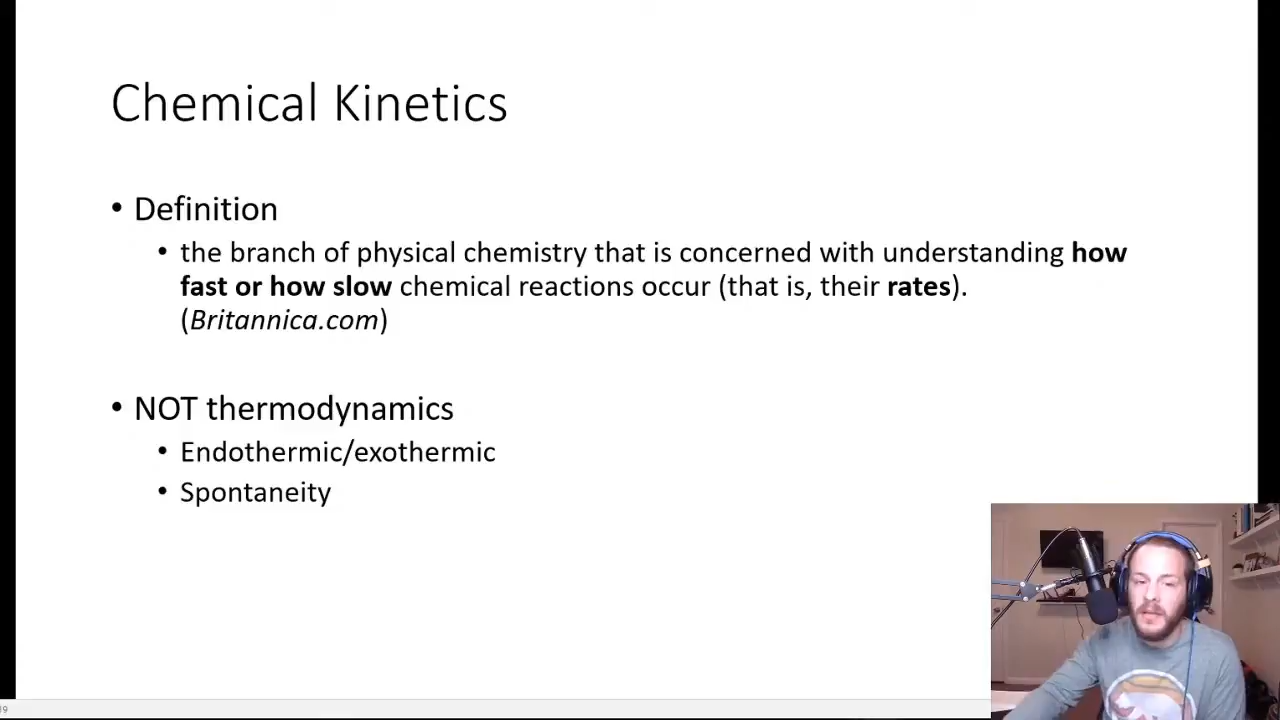 Chemical Kinetics
• Definition
• the branch of physical chemistry that is concerned with understanding how
fast or how slow chemical reactions occur (that is, their rates).
(Britannica.com)
• NOT thermodynamics
• Endothermic/exothermic
• Spontaneity